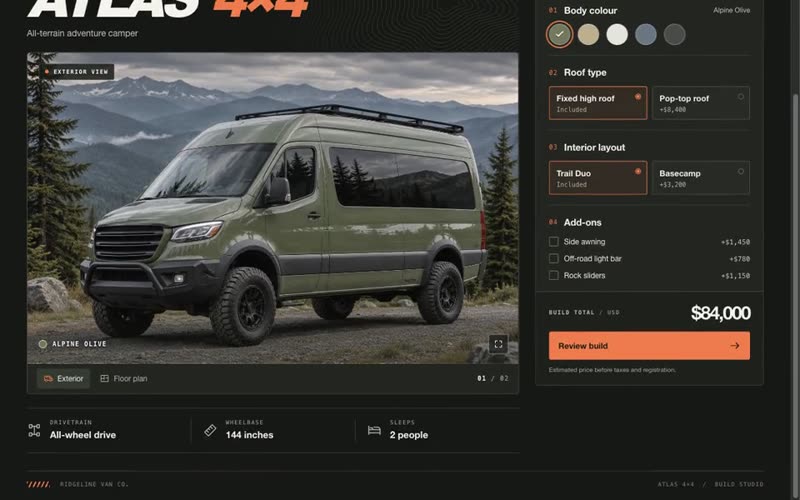 ATLAS 4×4
All-terrain adventure camper
EXTERIOR VIEW
ALPINE OLIVE
Exterior
Floor plan
01 / 02
DRIVETRAIN
All-wheel drive
WHEELBASE
144 inches
SLEEPS
2 people
01 Body colour
Alpine Olive
02 Roof type
Fixed high roof
Included
Pop-top roof
+$8,400
03 Interior layout
Trail Duo
Included
Basecamp
+$3,200
04 Add-ons
Side awning +$1,450
Off-road light bar +$780
Rock sliders +$1,150
BUILD TOTAL / USD
$84,000
Review build
Estimated price before taxes and registration.
RIDGELINE VAN CO.
ATLAS 4×4 / BUILD STUDIO